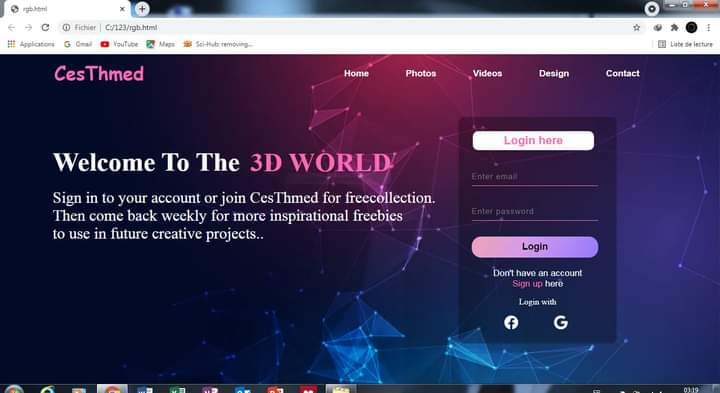 rgb.html
Fichier
C:/123/rgb.html
Applications
Gmail
YouTube
Maps
Sci-Hub: removing...
Liste de lecture
CesThmed
Home
Photos
Videos
Design
Contact
Login here
Welcome To The 3D WORLD
Enter email
Sign in to your account or join CesThmed for freecollection.
Then come back weekly for more inspirational freebies
Enter password
to use in future creative projects..
Login
Don't have an account
Sign up here
Login with
FR
03:19